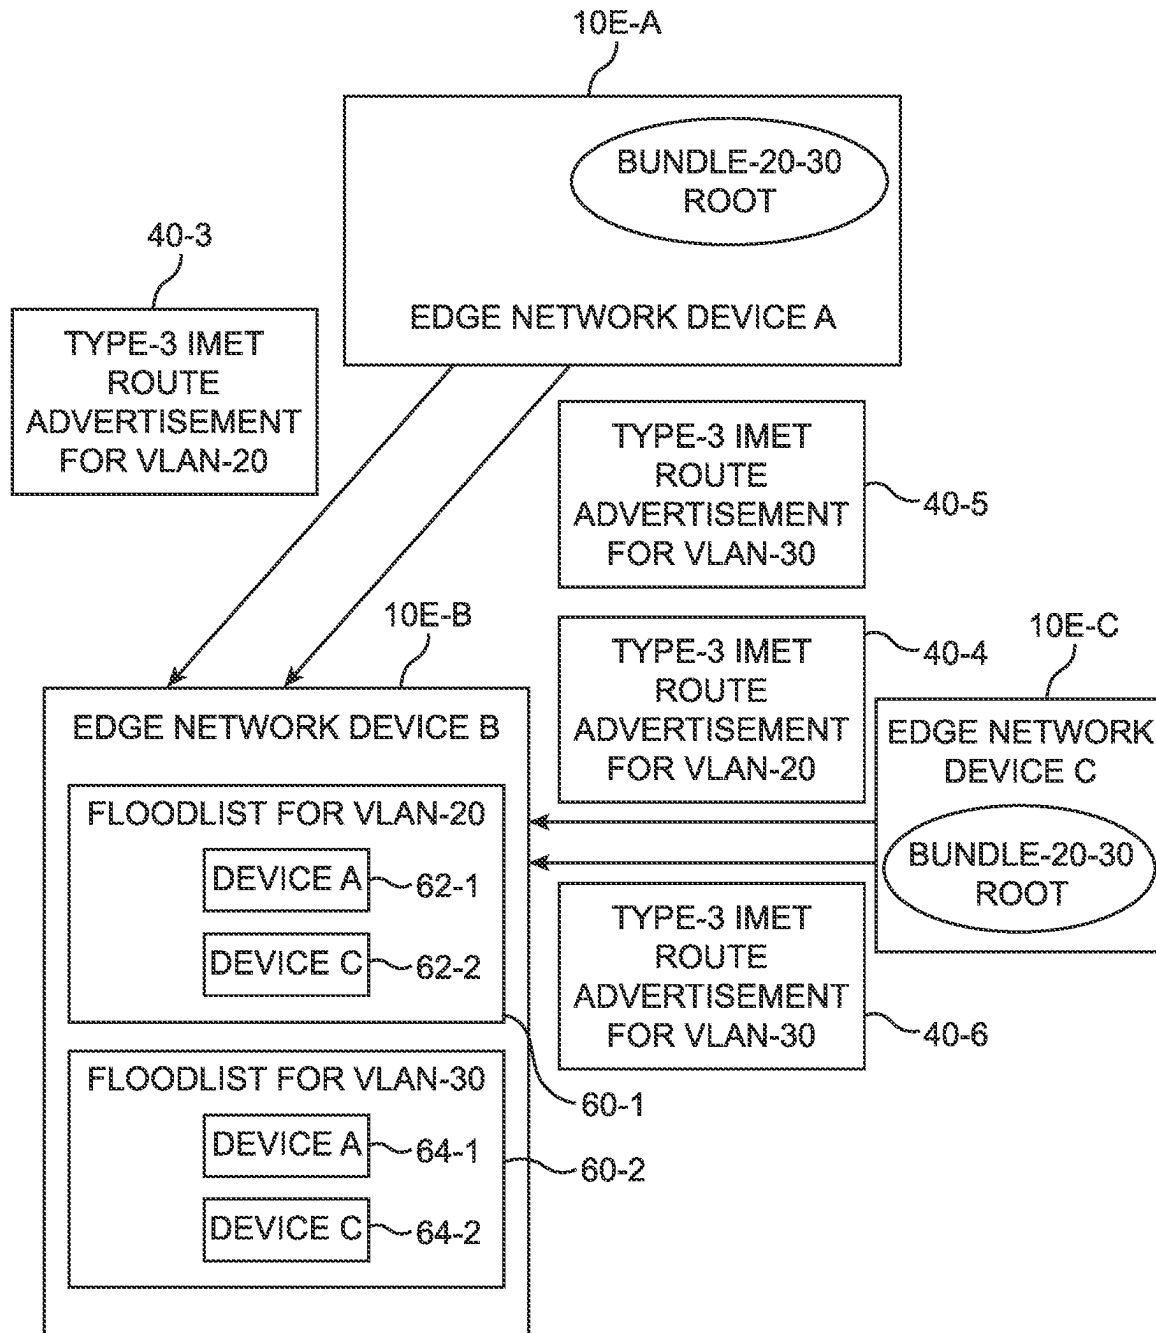 10E-A
BUNDLE-20-30
ROOT
EDGE NETWORK DEVICE A
40-3
TYPE-3 IMET
ROUTE
ADVERTISEMENT
FOR VLAN-20
TYPE-3 IMET
ROUTE
ADVERTISEMENT
FOR VLAN-30
40-5
10E-B
TYPE-3 IMET
ROUTE
ADVERTISEMENT
FOR VLAN-20
40-4
10E-C
EDGE NETWORK
DEVICE C
BUNDLE-20-30
ROOT
EDGE NETWORK DEVICE B
FLOODLIST FOR VLAN-20
DEVICE A
62-1
DEVICE C
62-2
TYPE-3 IMET
ROUTE
ADVERTISEMENT
FOR VLAN-30
40-6
60-1
FLOODLIST FOR VLAN-30
DEVICE A
64-1
60-2
DEVICE C
64-2